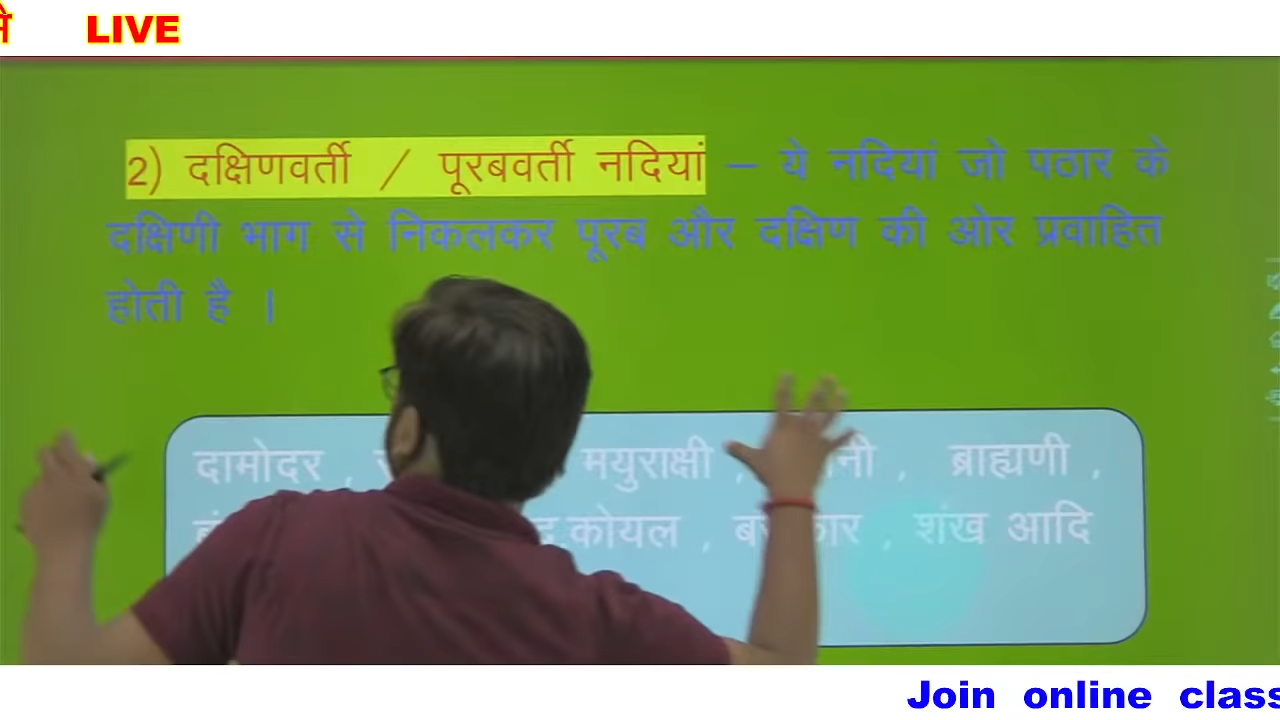 LIVE
2) दक्षिणवर्ती / पूरबवर्ती नदियां – ये नदियां जो पठार के
दक्षिणी भाग से निकलकर पूरब और दक्षिण की ओर प्रवाहित
होती है ।
दामोदर , मयुराक्षी , ब्राह्यणी ,
द.कोयल , शंख आदि
Join online class